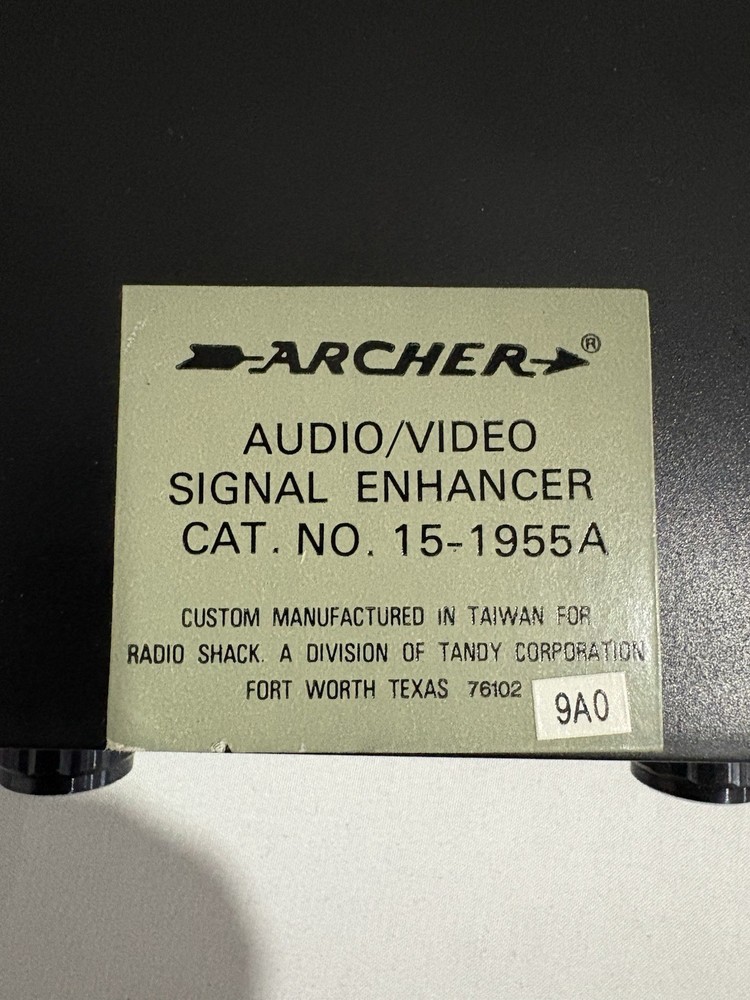 ARCHER®
AUDIO/VIDEO
SIGNAL ENHANCER
CAT. NO. 15-1955A
CUSTOM MANUFACTURED IN TAIWAN FOR
RADIO SHACK. A DIVISION OF TANDY CORPORATION
FORT WORTH TEXAS 76102
9A0